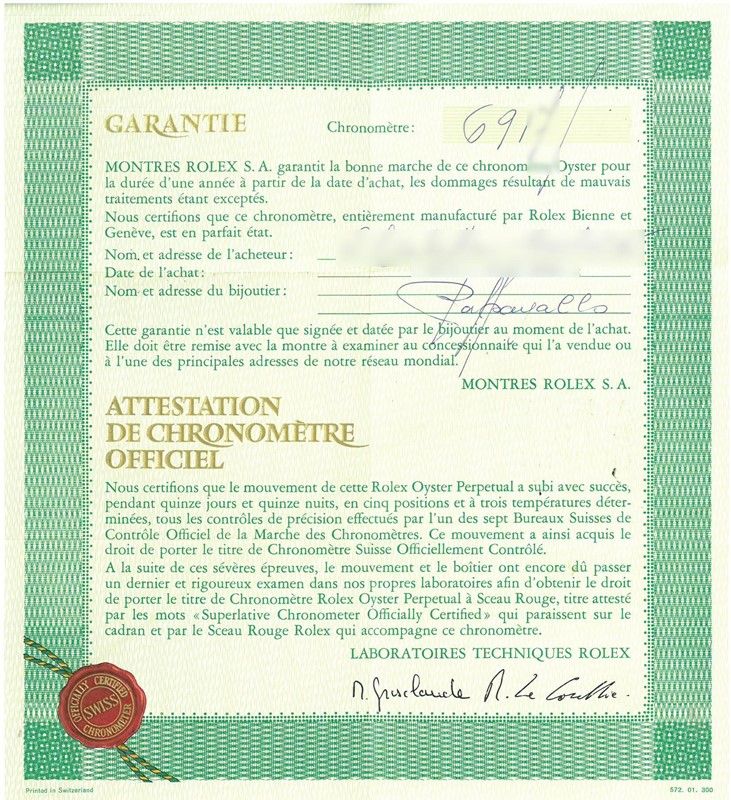 GARANTIE
Chronomètre: 691
MONTRES ROLEX S. A. garantit la bonne marche de ce chronom Oyster pour
la durée d'une année à partir de la date d'achat, les dommages résultant de mauvais
traitements étant exceptés.
Nous certifions que ce chronomètre, entièrement manufacturé par Rolex Bienne et
Genève, est en parfait état.
Nom et adresse de l'acheteur:
Date de l'achat:
Nom et adresse du bijoutier:
Cette garantie n'est valable que signée et datée par le bijoutier au moment de l'achat.
Elle doit être remise avec la montre à examiner au concessionnaire qui l'a vendue ou
à l'une des principales adresses de notre réseau mondial.
MONTRES ROLEX S. A.
ATTESTATION
DE CHRONOMÈTRE
OFFICIEL
Nous certifions que le mouvement de cette Rolex Oyster Perpetual a subi avec succès,
pendant quinze jours et quinze nuits, en cinq positions et à trois températures déter-
minées, tous les contrôles de précision effectués par l'un des sept Bureaux Suisses de
Contrôle Officiel de la Marche des Chronomètres. Ce mouvement a ainsi acquis le
droit de porter le titre de Chronomètre Suisse Officiellement Contrôlé.
A la suite de ces sévères épreuves, le mouvement et le boîtier ont encore dû passer
un dernier et rigoureux examen dans nos propres laboratoires afin d'obtenir le droit
de porter le titre de Chronomètre Rolex Oyster Perpetual à Sceau Rouge, titre attesté
par les mots «Superlative Chronometer Officially Certified» qui paraissent sur le
cadran et par le Sceau Rouge Rolex qui accompagne ce chronomètre.
LABORATOIRES TECHNIQUES ROLEX
OFFICIALLY CERTIFIED
SWISS
CHRONOMETER
Printed in Switzerland
572. 01. 300